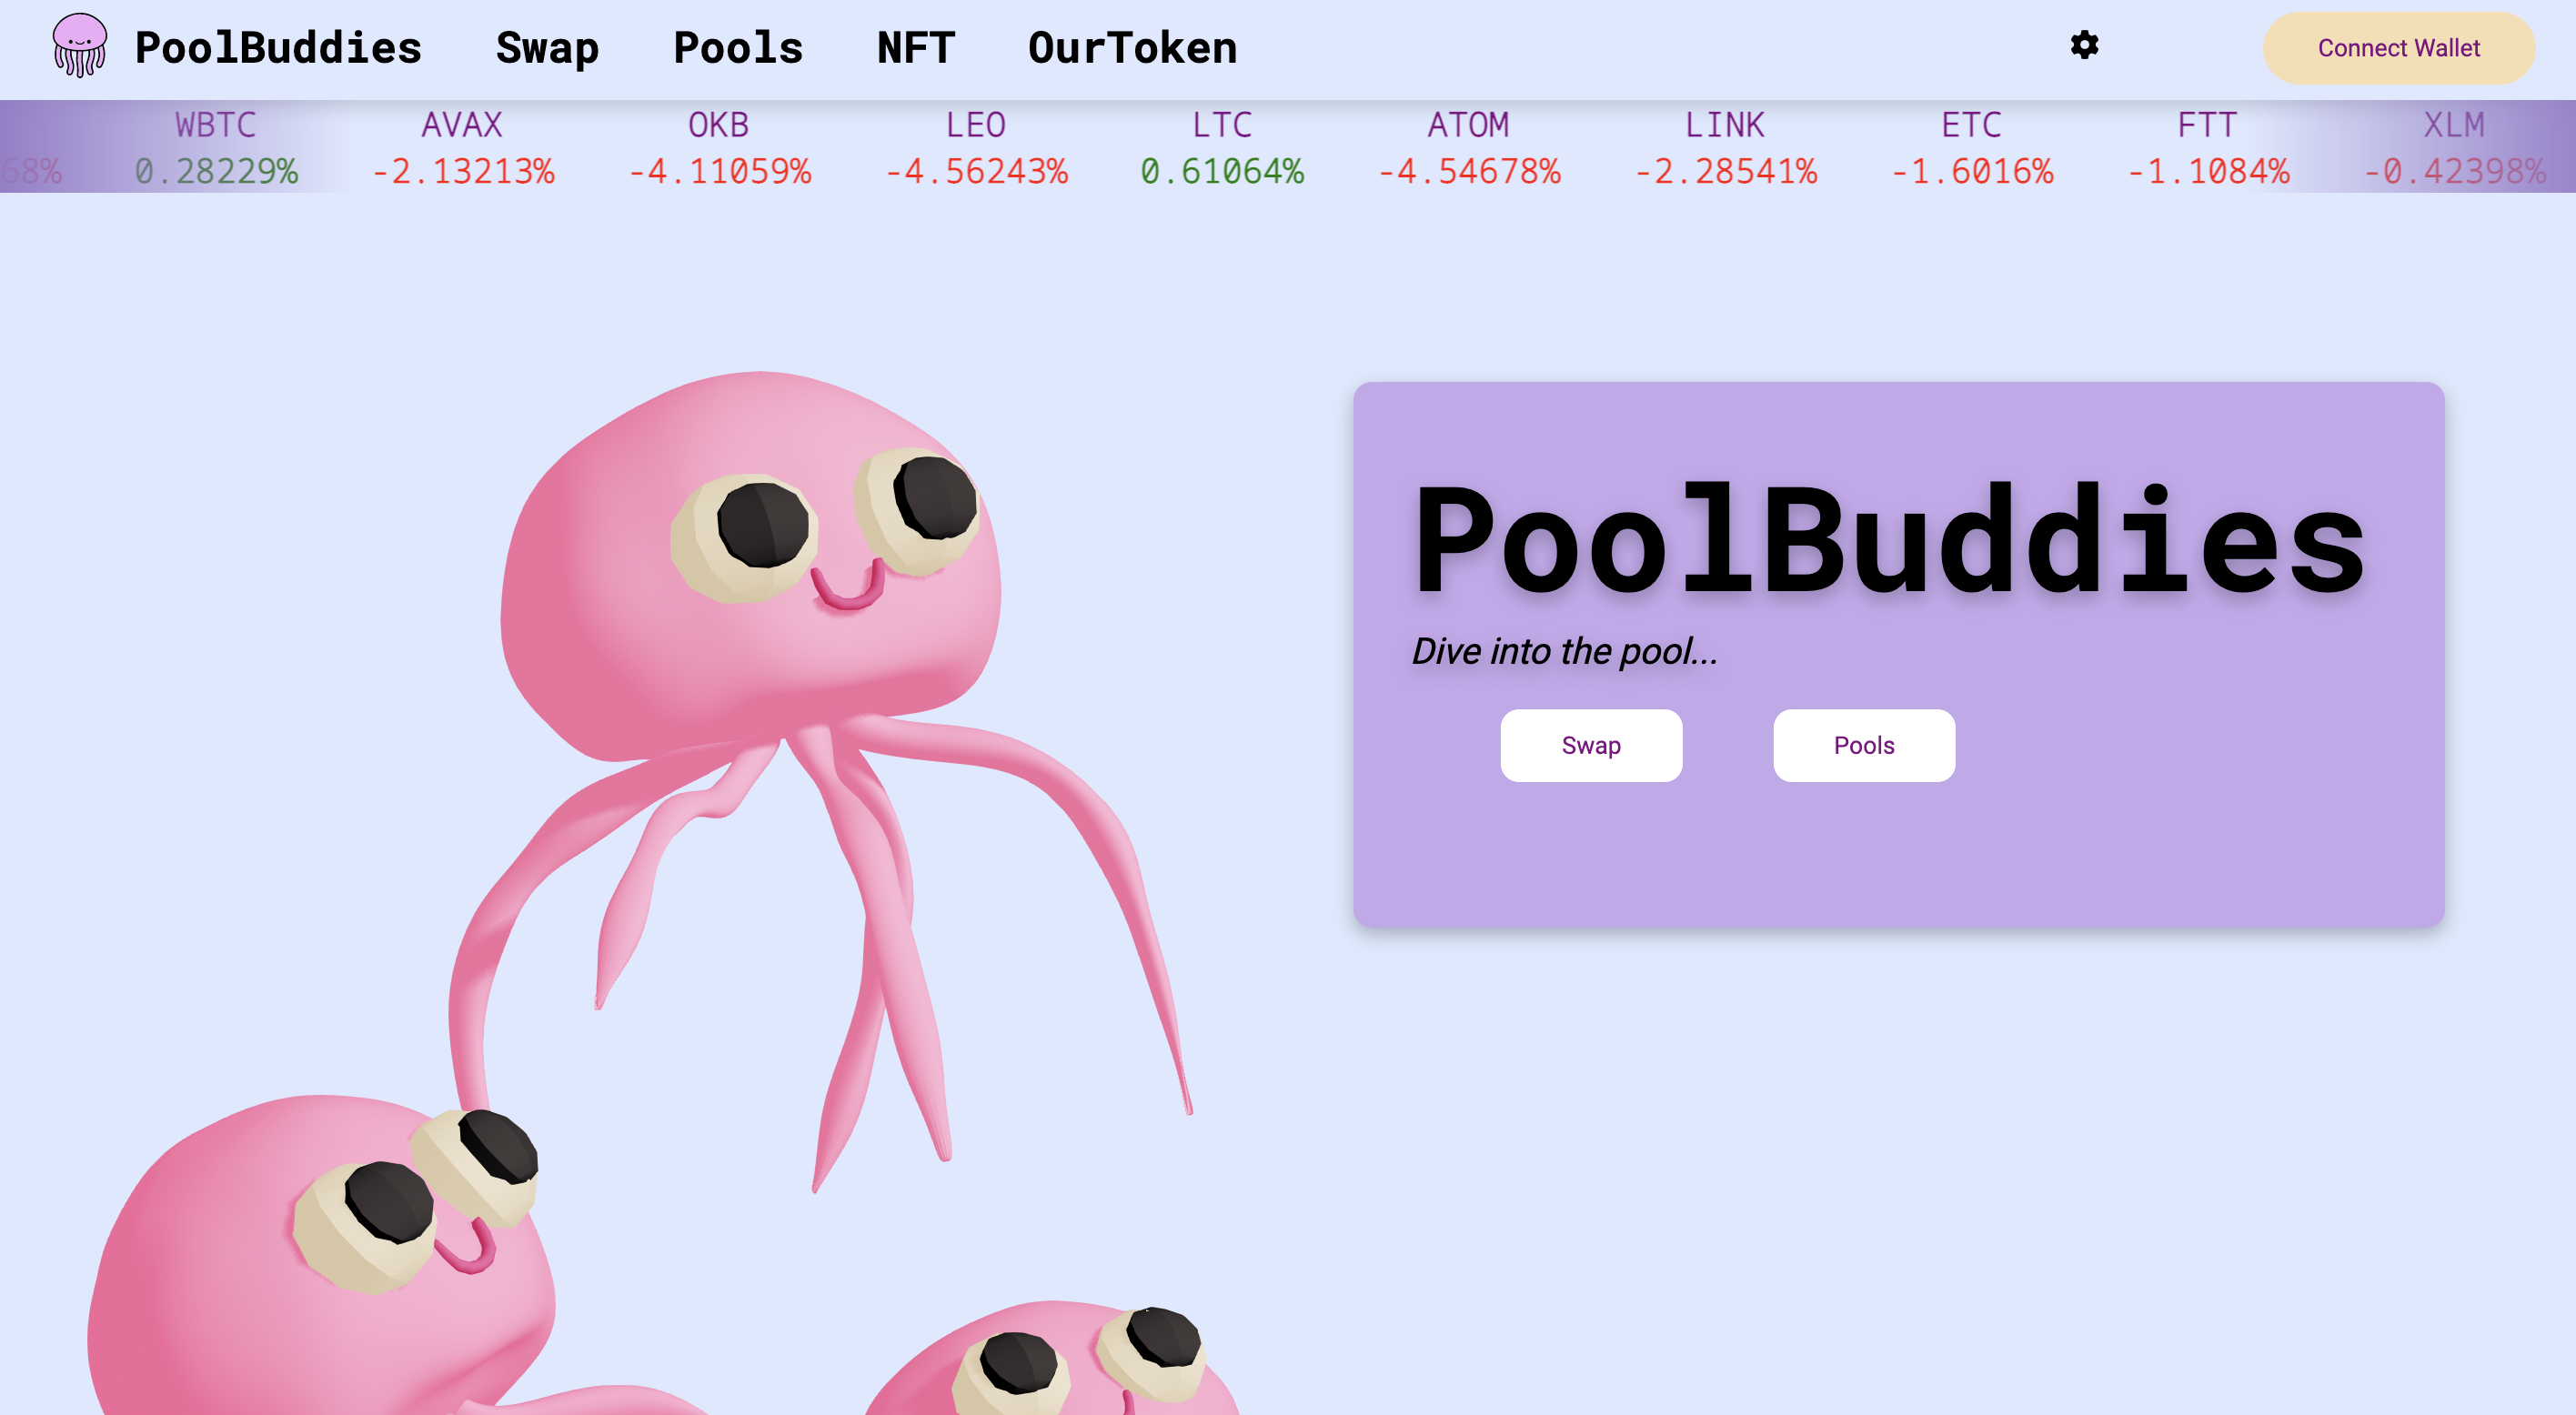 PoolBuddies Swap Pools NFT OurToken Connect Wallet
WBTC AVAX OKB LEO LTC ATOM LINK ETC FTT XLM
68% 0.28229% -2.13213% -4.11059% -4.56243% 0.61064% -4.54678% -2.28541% -1.6016% -1.1084% -0.42398%
PoolBuddies
Dive into the pool...
Swap Pools